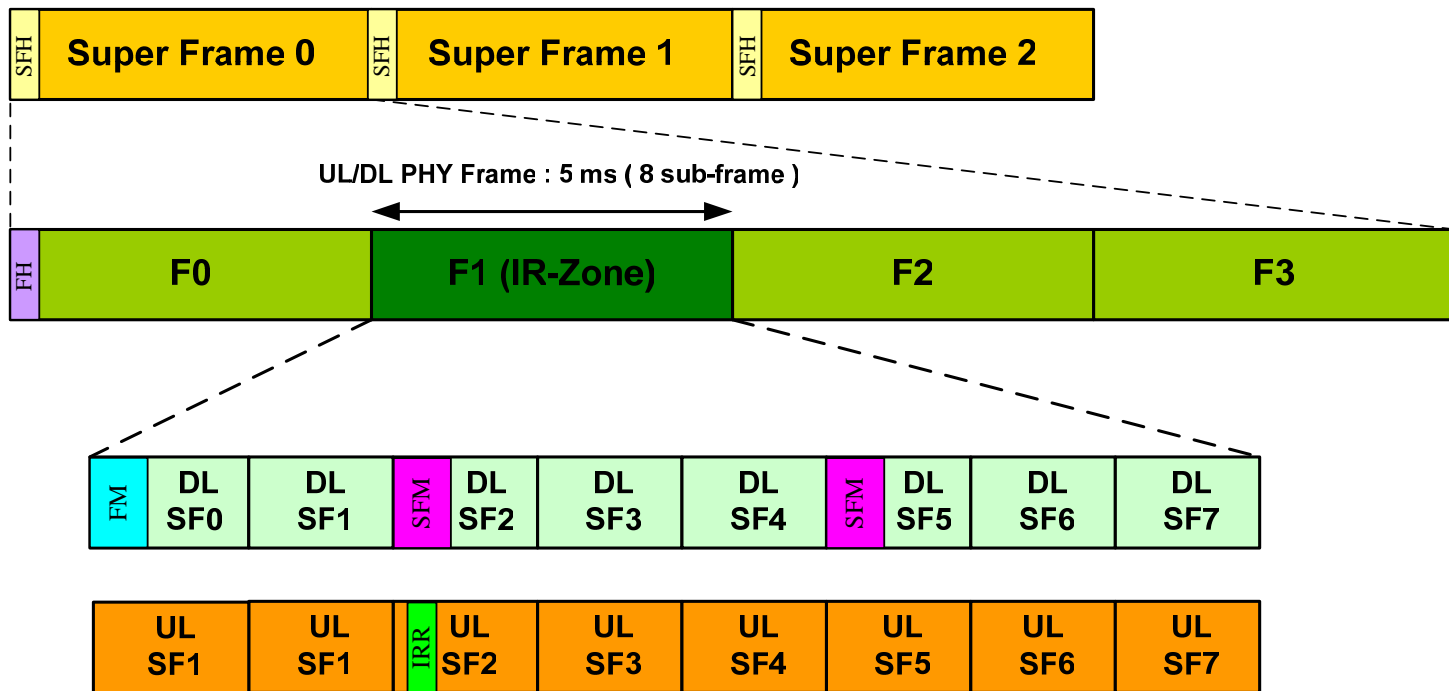 SFH Super Frame 0 SFH Super Frame 1 SFH Super Frame 2
UL/DL PHY Frame : 5 ms ( 8 sub-frame )
FH F0 F1 (IR-Zone) F2 F3
FM DL SF0 DL SF1 SFM DL SF2 DL SF3 DL SF4 SFM DL SF5 DL SF6 DL SF7
UL SF1 UL SF1 IRR UL SF2 UL SF3 UL SF4 UL SF5 UL SF6 UL SF7